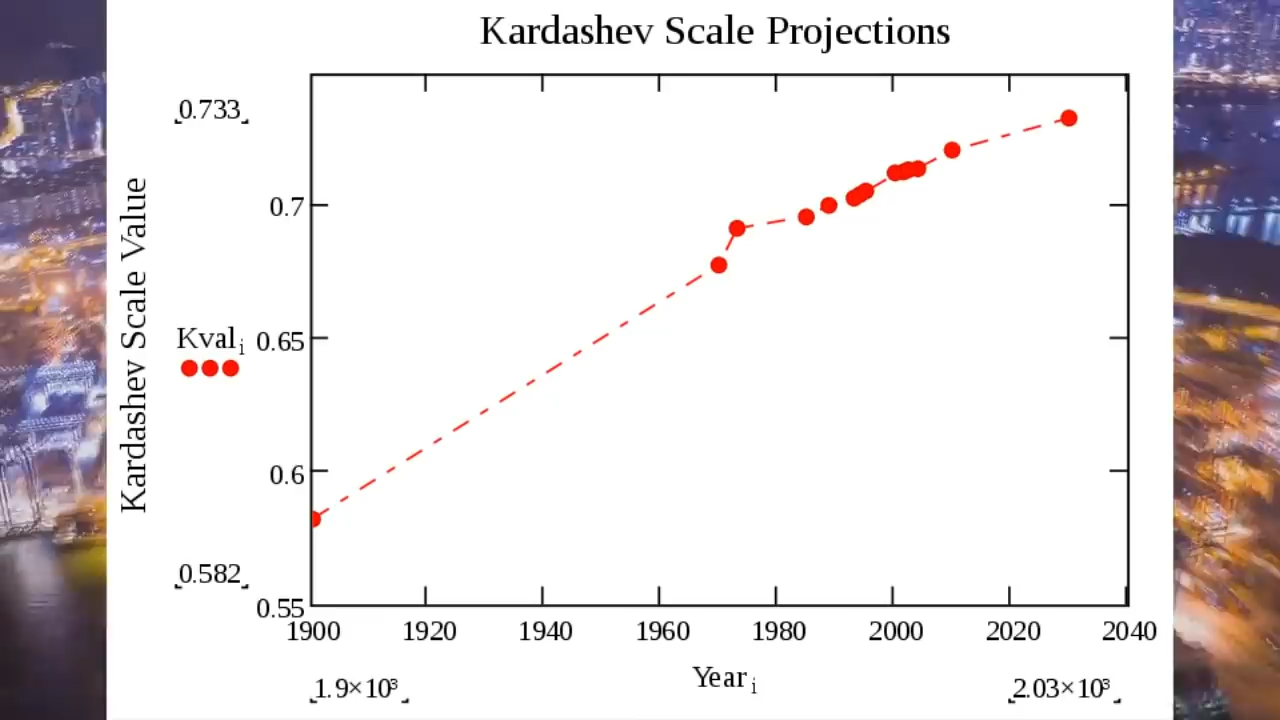 Kardashev Scale Projections
0.733
0.7
Kardashev Scale Value
Kval i
0.65
0.6
0.582
0.55
1900 1920 1940 1960 1980 2000 2020 2040
Year i
1.9×10³ 2.03×10³